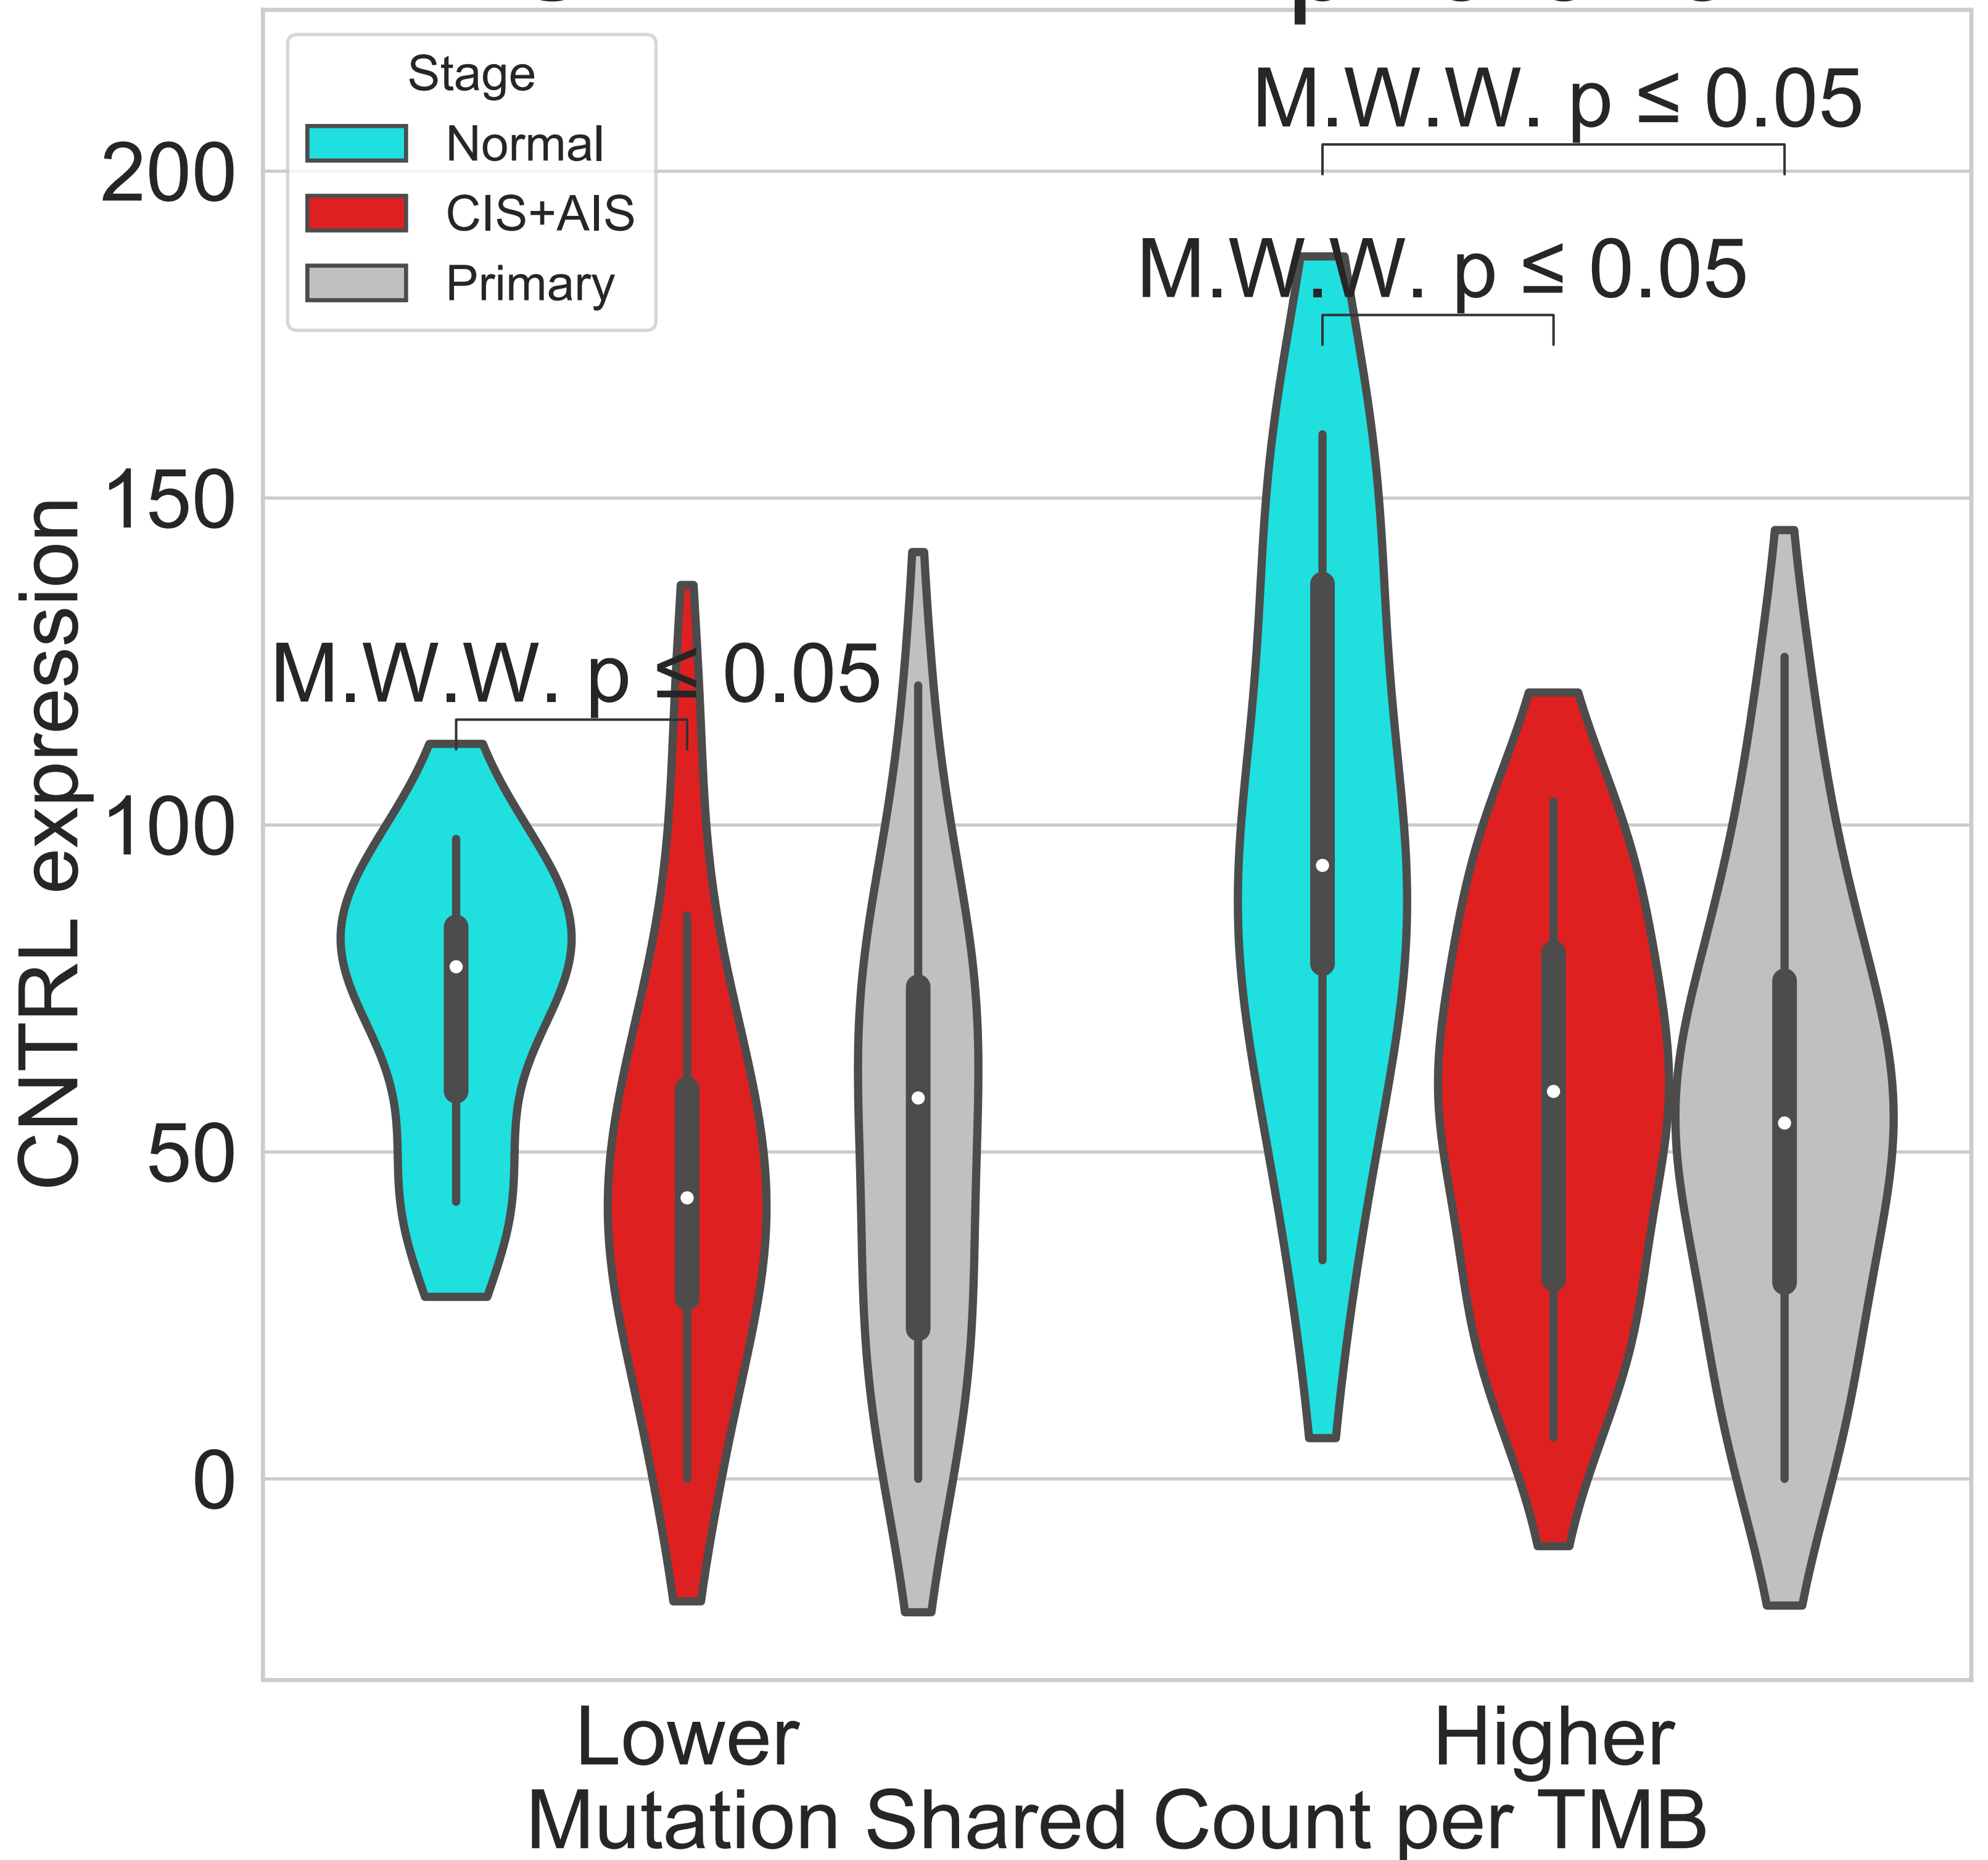 Stage
Normal
CIS+AIS
Primary
M.W.W. p ≤ 0.05
M.W.W. p ≤ 0.05
M.W.W. p ≤ 0.05
200
150
100
50
0
CNTRL expression
Lower
Higher
Mutation Shared Count per TMB